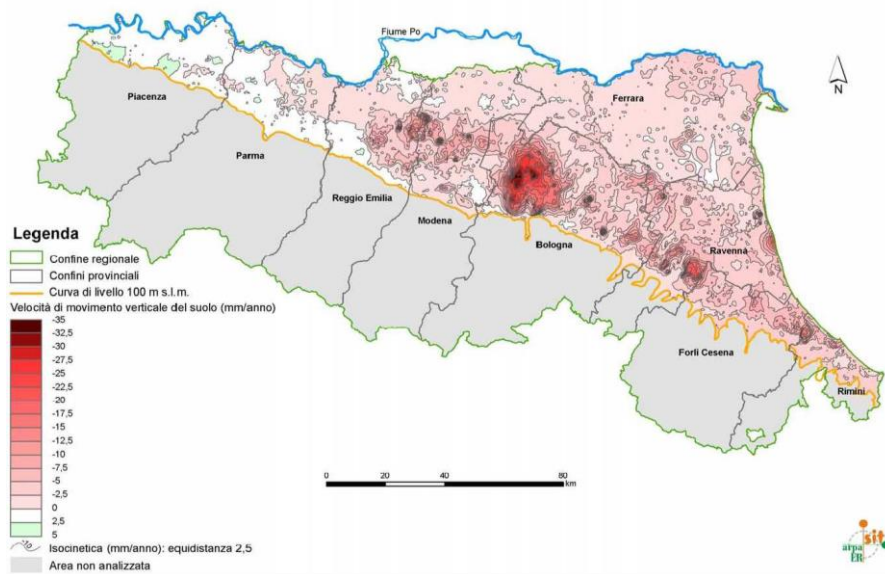 Fiume Po
Piacenza
Ferrara
N
Parma
Reggio Emilia
Modena
Bologna
Ravenna
Forlì Cesena
Rimini
Legenda
Confine regionale
Confini provinciali
Curva di livello 100 m s.l.m.
Velocità di movimento verticale del suolo (mm/anno)
-35
-32,5
-30
-27,5
-25
-22,5
-20
-17,5
-15
-12,5
-10
-7,5
-5
-2,5
0
2,5
5
-10
Isocinetica (mm/anno): equidistanza 2,5
Area non analizzata
0 20 40 80
km
arpa
ER